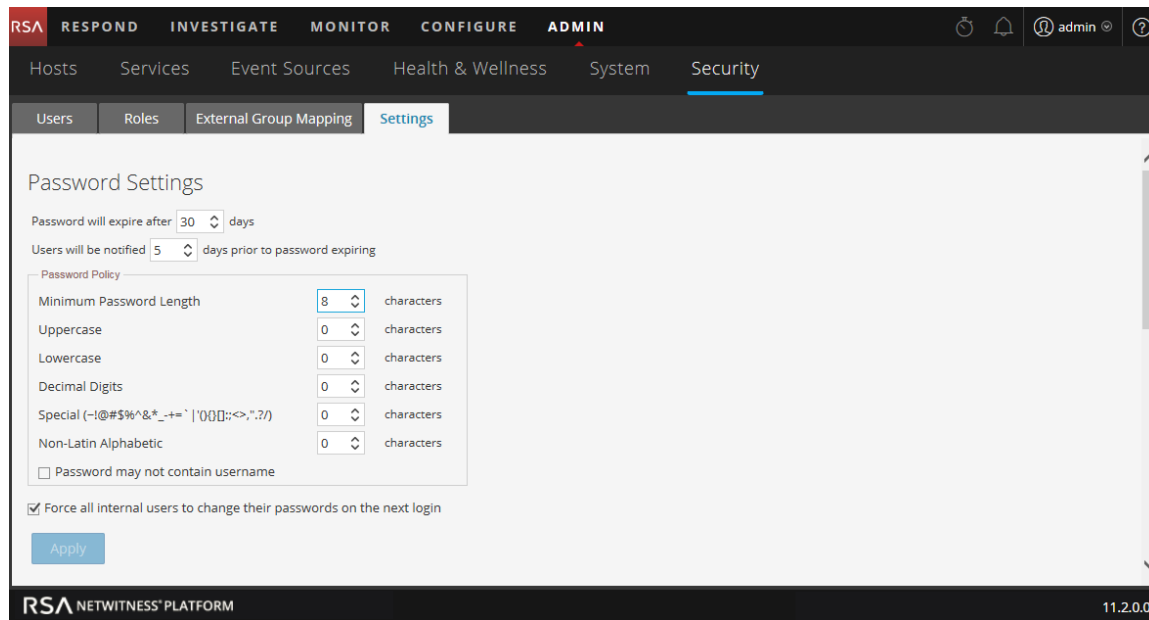 RSA RESPOND INVESTIGATE MONITOR CONFIGURE ADMIN admin ?
Hosts Services Event Sources Health & Wellness System Security
Users Roles External Group Mapping Settings
Password Settings
Password will expire after 30 days
Users will be notified 5 days prior to password expiring
Password Policy
Minimum Password Length 8 characters
Uppercase 0 characters
Lowercase 0 characters
Decimal Digits 0 characters
Special (~!@#$%^&*_-+=`|'(){}[]:;<>,".?/) 0 characters
Non-Latin Alphabetic 0 characters
Password may not contain username
Force all internal users to change their passwords on the next login
Apply
RSA NETWITNESS® PLATFORM 11.2.0.0